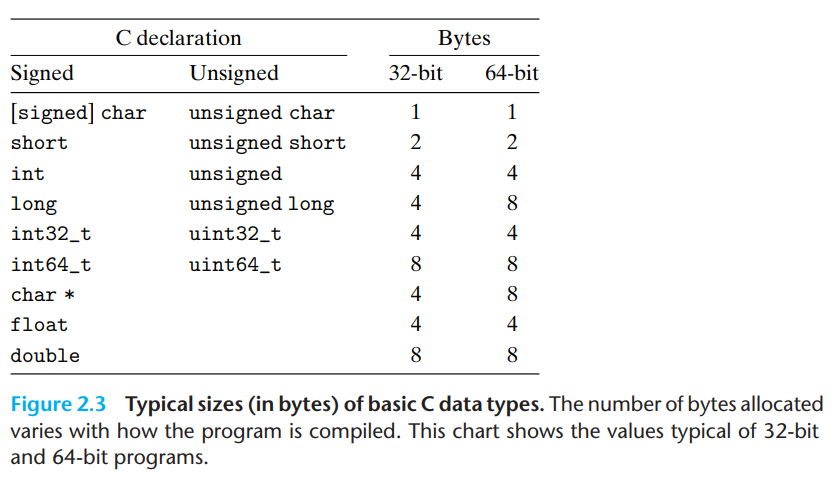 C declaration Bytes
Signed Unsigned 32-bit 64-bit
[signed] char unsigned char 1 1
short unsigned short 2 2
int unsigned 4 4
long unsigned long 4 8
int32_t uint32_t 4 4
int64_t uint64_t 8 8
char * 4 8
float 4 4
double 8 8
Figure 2.3 Typical sizes (in bytes) of basic C data types. The number of bytes allocated
varies with how the program is compiled. This chart shows the values typical of 32-bit
and 64-bit programs.